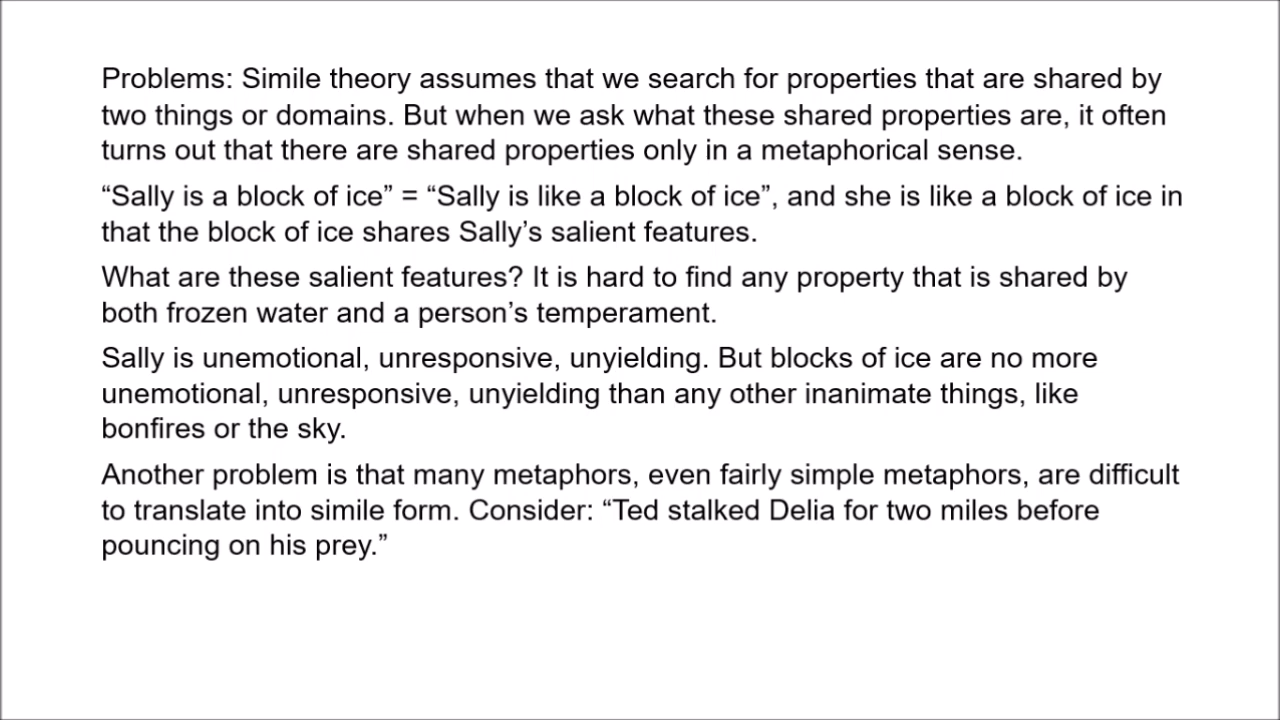 Problems: Simile theory assumes that we search for properties that are shared by
two things or domains. But when we ask what these shared properties are, it often
turns out that there are shared properties only in a metaphorical sense.
“Sally is a block of ice” = “Sally is like a block of ice”, and she is like a block of ice in
that the block of ice shares Sally’s salient features.
What are these salient features? It is hard to find any property that is shared by
both frozen water and a person’s temperament.
Sally is unemotional, unresponsive, unyielding. But blocks of ice are no more
unemotional, unresponsive, unyielding than any other inanimate things, like
bonfires or the sky.
Another problem is that many metaphors, even fairly simple metaphors, are difficult
to translate into simile form. Consider: “Ted stalked Delia for two miles before
pouncing on his prey.”